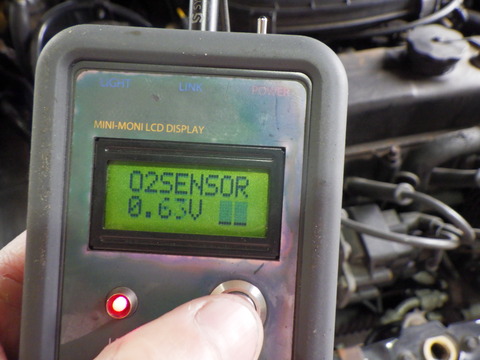 LIGHT LINK POWER
MINI-MONI LCD DISPLAY
O2SENSOR
0.63V